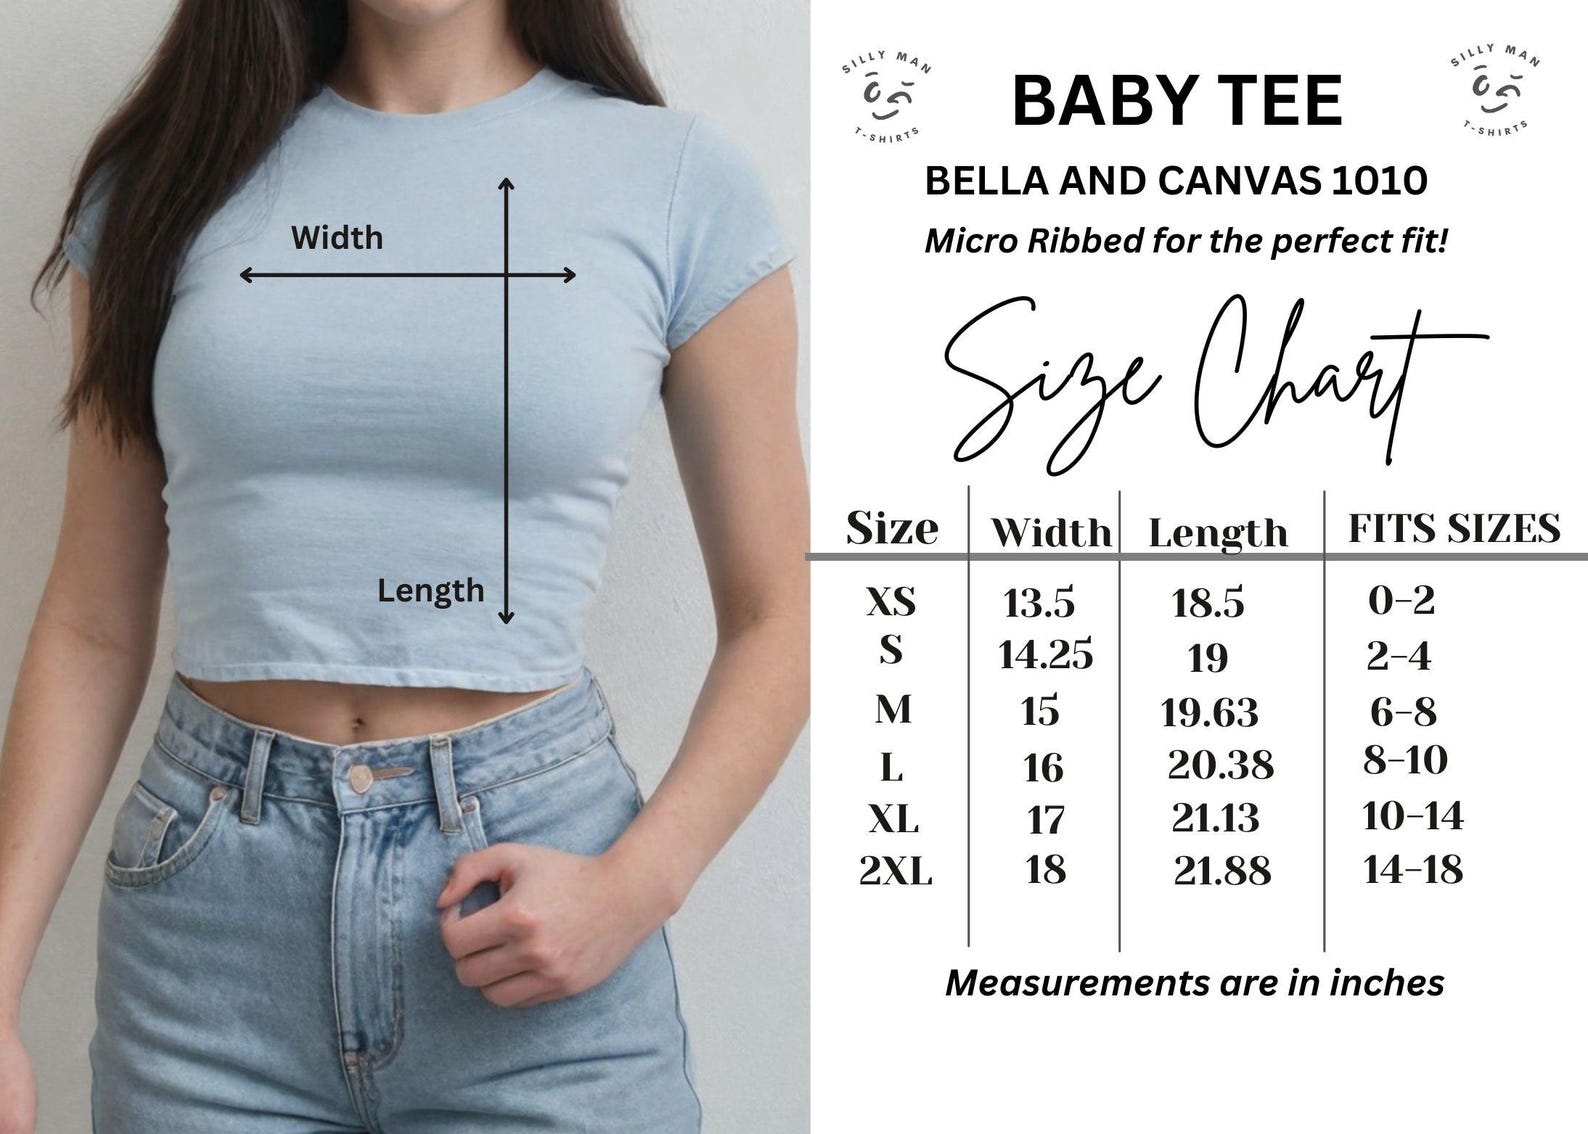 Width
Length
SILLY MAN
T-SHIRTS
BABY TEE
SILLY MAN
T-SHIRTS
BELLA AND CANVAS 1010
Micro Ribbed for the perfect fit!
Size Chart
Size Width Length FITS SIZES
XS 13.5 18.5 0-2
S 14.25 19 2-4
M 15 19.63 6-8
L 16 20.38 8-10
XL 17 21.13 10-14
2XL 18 21.88 14-18
Measurements are in inches